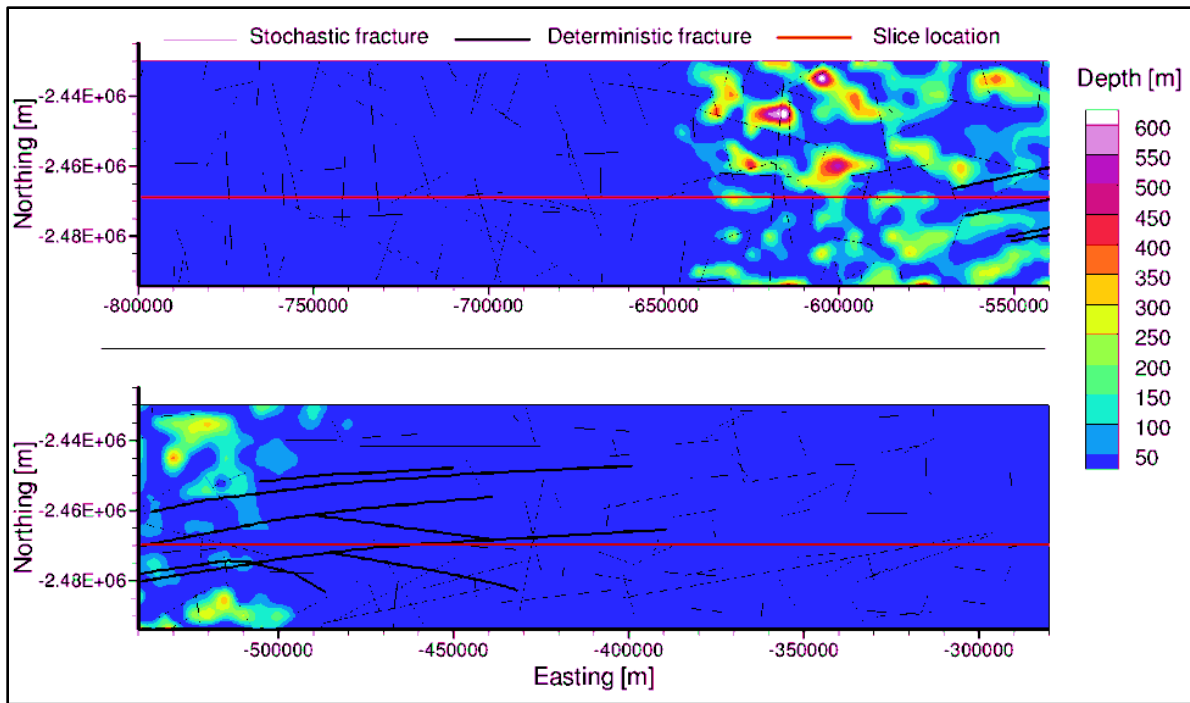 Stochastic fracture Deterministic fracture Slice location
Depth [m]
600
550
500
450
400
350
300
250
200
150
100
50
Northing [m]
-2.44E+06
-2.46E+06
-2.48E+06
-800000 -750000 -700000 -650000 -600000 -550000
Northing [m]
-2.44E+06
-2.46E+06
-2.48E+06
-500000 -450000 -400000 -350000 -300000
Easting [m]